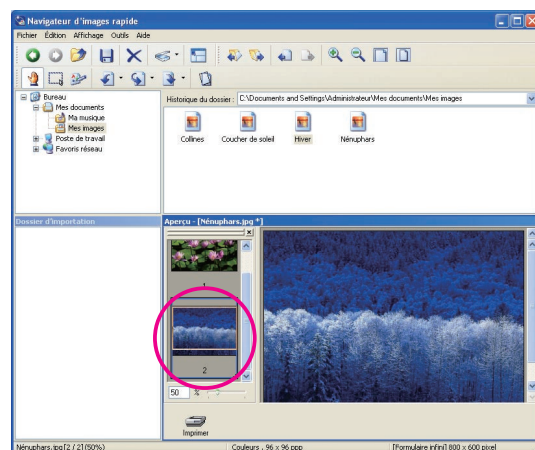 Navigateur d'images rapide
Fichier Édition Affichage Outils Aide
Bureau
Mes documents
Ma musique
Mes images
Poste de travail
Favoris réseau
Historique du dossier : C:\Documents and Settings\Administrateur\Mes documents\Mes images
Collines Coucher de soleil Hiver Nénuphars
Dossier d'importation
Aperçu - [Nénuphars.jpg *]
1
2
50 %
Imprimer
Nénuphars.jpg [2 / 2] (50%) Couleurs , 96 x 96 ppp [Formulaire infini] 800 x 600 pixel